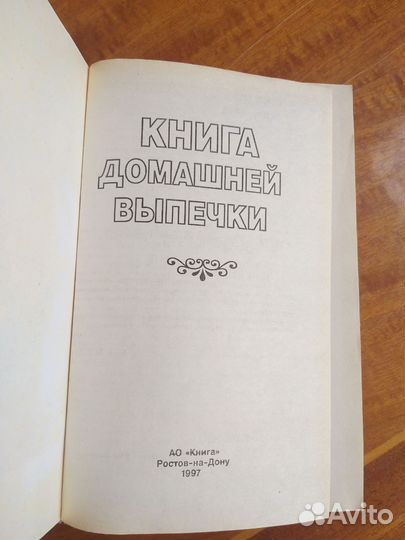 КНИГА
ДОМАШНЕЙ
ВЫПЕЧКИ
АО «Книга»
Ростов-на-Дону
1997
Avito